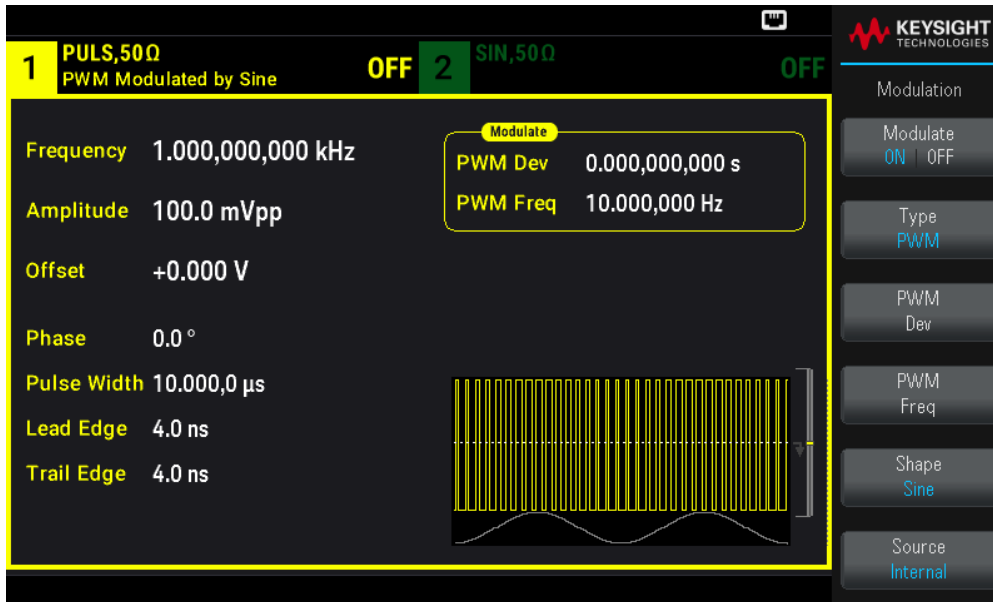 KEYSIGHT
TECHNOLOGIES
1 PULS,50Ω OFF 2 SIN,50Ω OFF
PWM Modulated by Sine
Modulation
Modulate
ON | OFF
Type
PWM
PWM
Dev
PWM
Freq
Shape
Sine
Source
Internal
Frequency 1.000,000,000 kHz
Amplitude 100.0 mVpp
Offset +0.000 V
Phase 0.0 °
Pulse Width 10.000,0 µs
Lead Edge 4.0 ns
Trail Edge 4.0 ns
Modulate
PWM Dev 0.000,000,000 s
PWM Freq 10.000,000 Hz